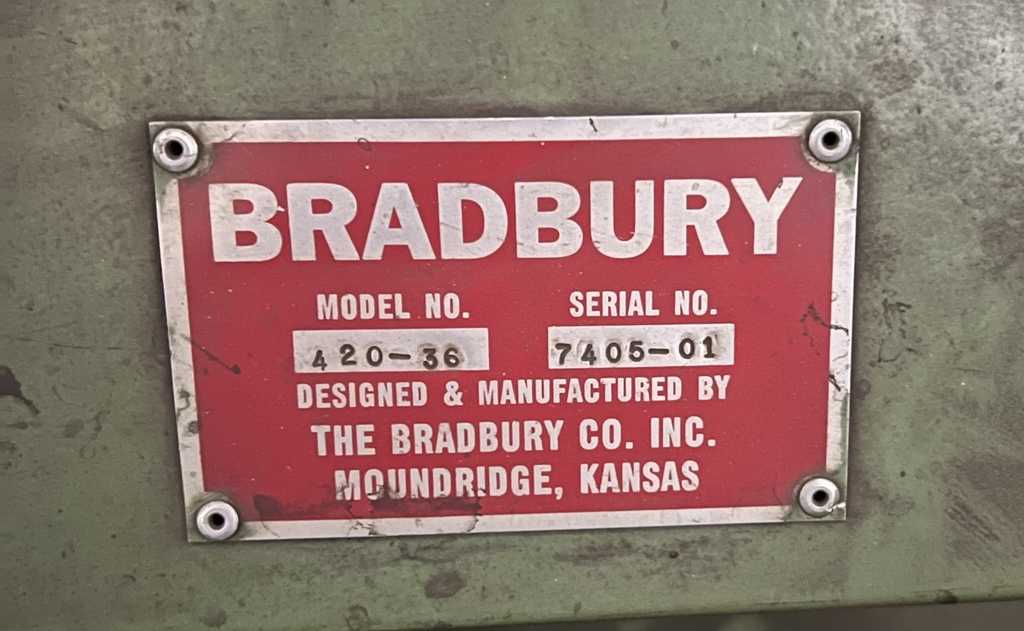 BRADBURY
MODEL NO. SERIAL NO.
420-36 7405-01
DESIGNED & MANUFACTURED BY
THE BRADBURY CO. INC.
MOUNDRIDGE, KANSAS